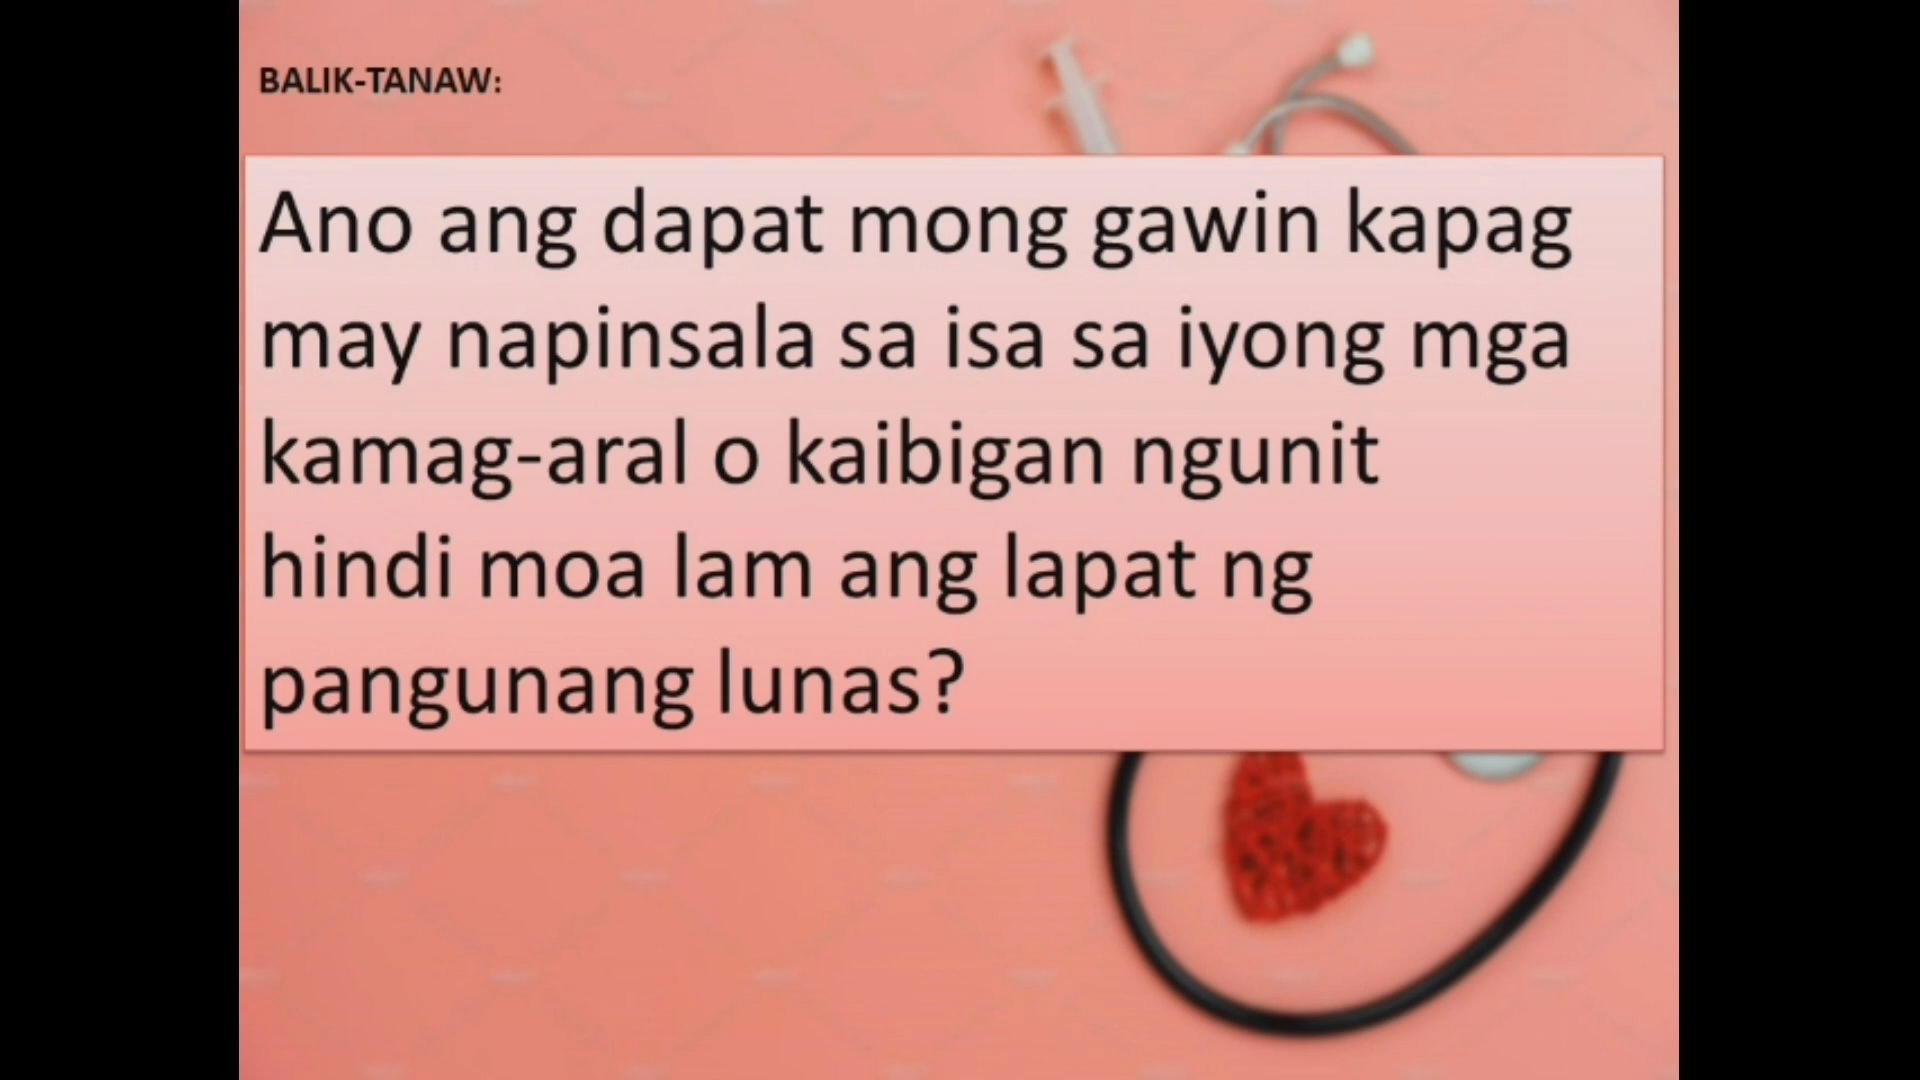 BALIK-TANAW:
Ano ang dapat mong gawin kapag
may napinsala sa isa sa iyong mga
kamag-aral o kaibigan ngunit
hindi moa lam ang lapat ng
pangunang lunas?